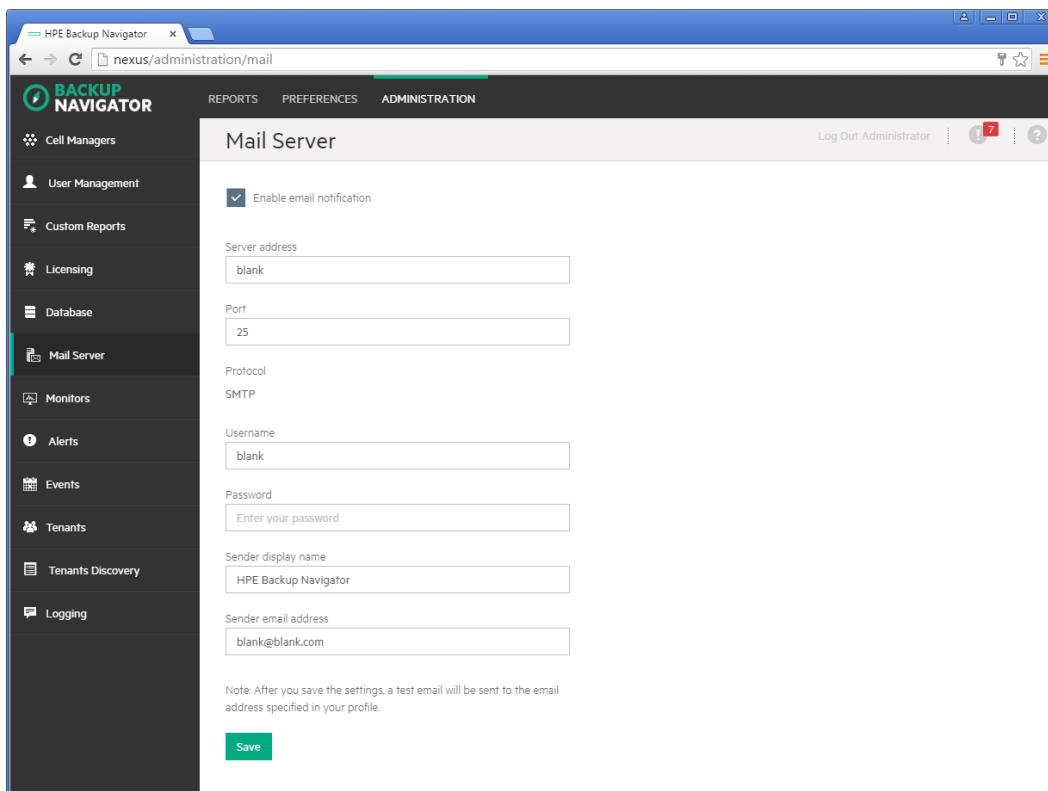 HPE Backup Navigator
nexus/administration/mail
BACKUP
NAVIGATOR
REPORTS PREFERENCES ADMINISTRATION
Cell Managers
User Management
Custom Reports
Licensing
Database
Mail Server
Monitors
Alerts
Events
Tenants
Tenants Discovery
Logging
Mail Server
Log Out Administrator
7
?
Enable email notification
Server address
blank
Port
25
Protocol
SMTP
Username
blank
Password
Enter your password
Sender display name
HPE Backup Navigator
Sender email address
blank@blank.com
Note: After you save the settings, a test email will be sent to the email
address specified in your profile.
Save